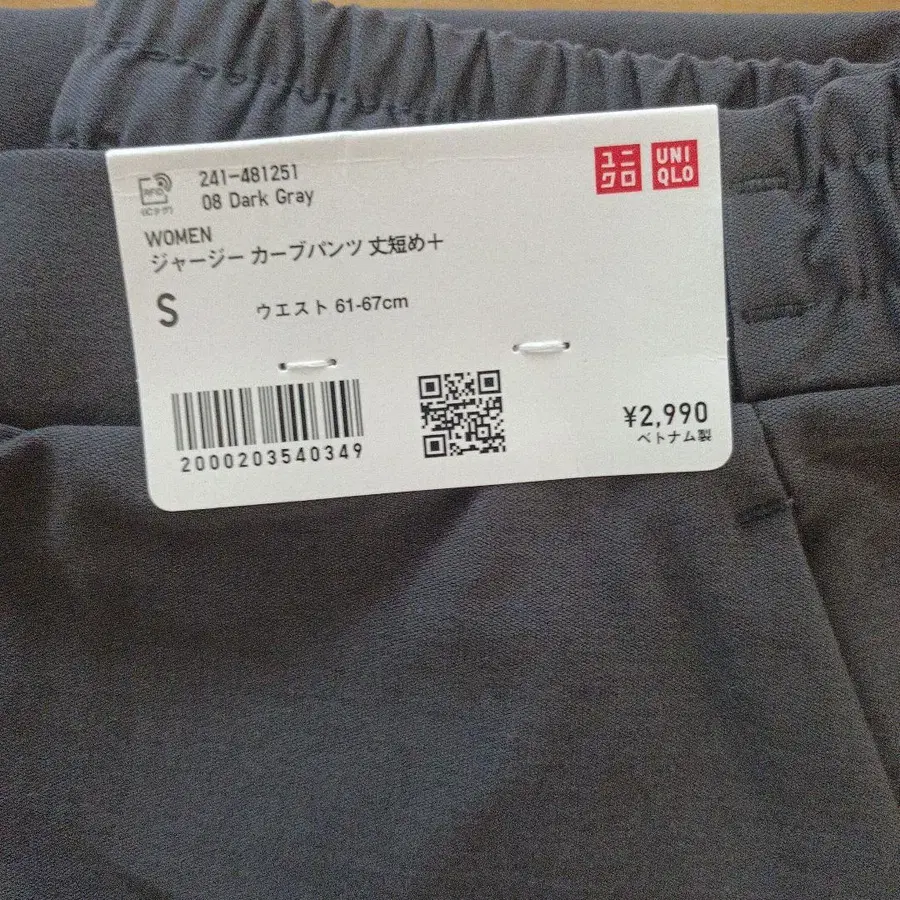 241-481251
08 Dark Gray
RFID
(ICタグ)
ユニ
クロ
UNI
QLO
WOMEN
ジャージー カーブパンツ 丈短め＋
S
ウエスト 61-67cm
2000203540349
¥2,990
ベトナム製